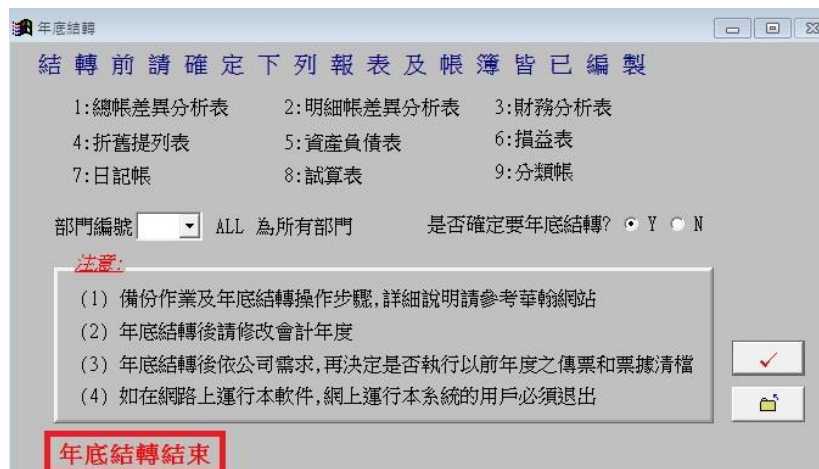 年底結轉
結轉前請確定下列報表及帳簿皆已編製
1:總帳差異分析表 2:明細帳差異分析表 3:財務分析表
4:折舊提列表 5:資產負債表 6:損益表
7:日記帳 8:試算表 9:分類帳
部門編號 ALL 為所有部門 是否確定要年底結轉? Y N
注意:
(1) 備份作業及年底結轉操作步驟,詳細說明請參考華翰網站
(2) 年底結轉後請修改會計年度
(3) 年底結轉後依公司需求,再決定是否執行以前年度之傳票和票據清檔
(4) 如在網路上運行本軟件,網上運行本系統的用戶必須退出
年底結轉結束